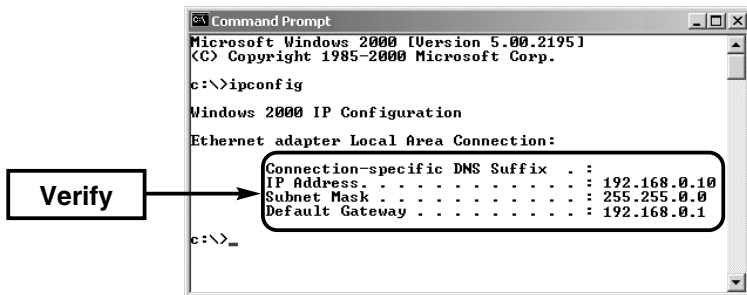 Command Prompt
Microsoft Windows 2000 [Version 5.00.2195]
(C) Copyright 1985-2000 Microsoft Corp.
c:\>ipconfig
Windows 2000 IP Configuration
Ethernet adapter Local Area Connection:
Connection-specific DNS Suffix . :
IP Address. . . . . . . . . . . . : 192.168.0.10
Subnet Mask . . . . . . . . . . . : 255.255.0.0
Default Gateway . . . . . . . . . : 192.168.0.1
Verify
c:\>_